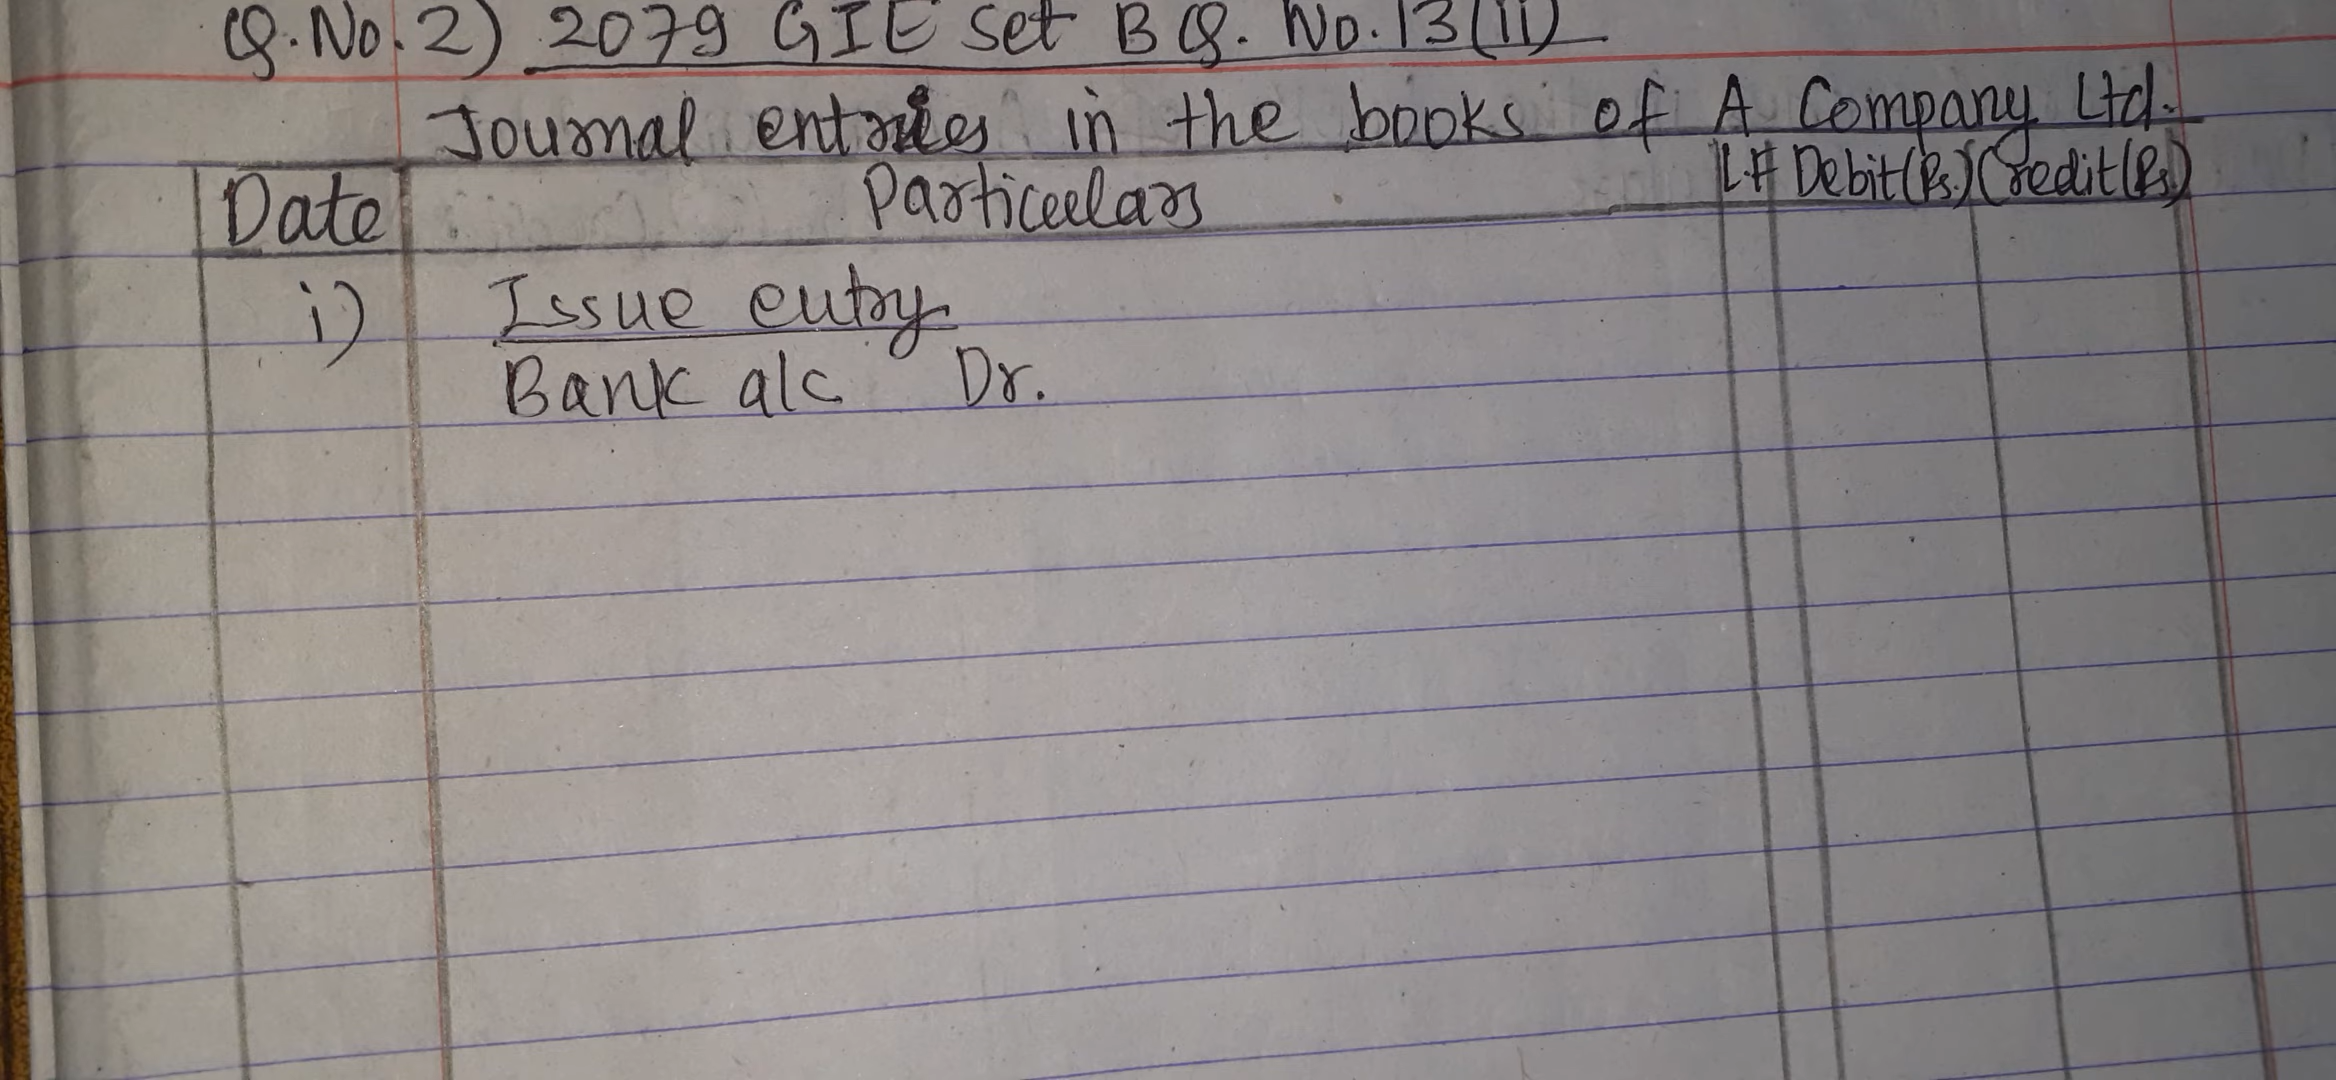 Q.No.2) 2079 GIE Set B Q. No.13(ii)
Journal entries in the books of A Company Ltd.
Date Particulars L.F Debit(Rs.) Credit(Rs.)
i) Issue entry
Bank a/c Dr.